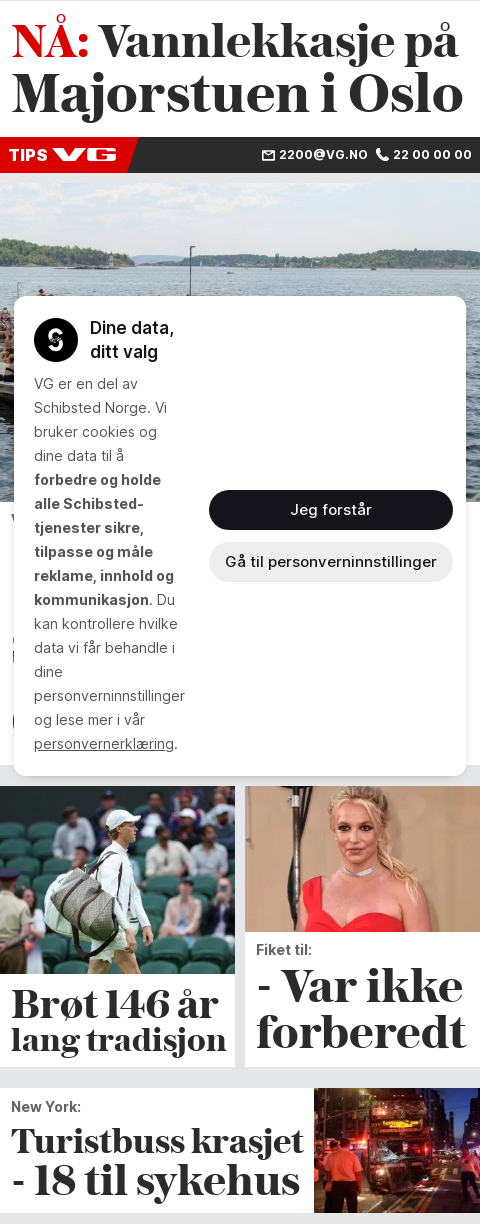 NÅ: Vannlekkasje på
Majorstuen i Oslo
TIPS VG
2200@VG.NO 22 00 00 00
Dine data,
ditt valg
VG er en del av
Schibsted Norge. Vi
bruker cookies og
dine data til å
forbedre og holde
alle Schibsted-
tjenester sikre,
tilpasse og måle
reklame, innhold og
kommunikasjon. Du
kan kontrollere hvilke
data vi får behandle i
dine
personverninnstillinger
og lese mer i vår
personvernerklæring.
Jeg forstår
Gå til personverninnstillinger
Brøt 146 år
lang tradisjon
Fiket til:
- Var ikke
forberedt
New York:
Turistbuss krasjet
- 18 til sykehus